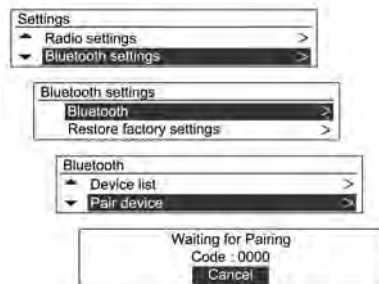 Settings
Radio settings >
Bluetooth settings >
Bluetooth settings
Bluetooth >
Restore factory settings >
Bluetooth
Device list >
Pair device >
Waiting for Pairing
Code : 0000
Cancel